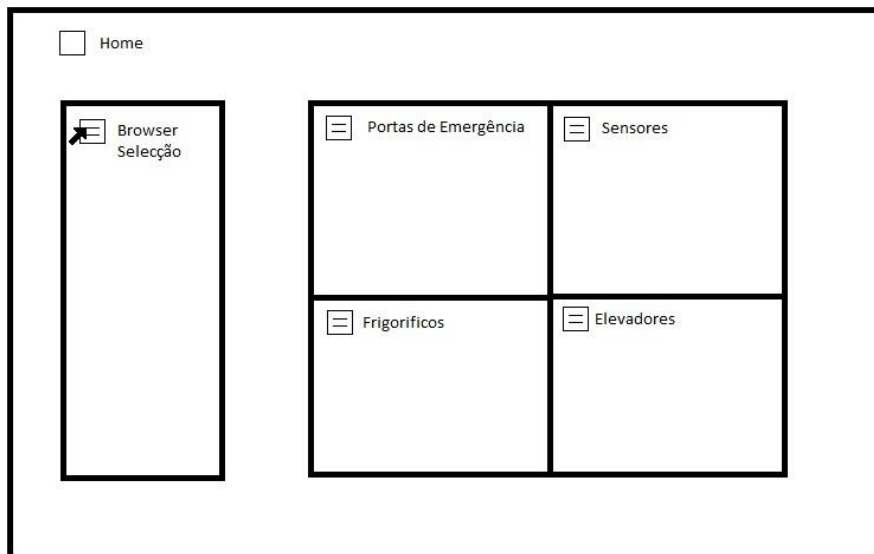 Home
Browser
Selecção
Portas de Emergência
Sensores
Frigorificos
Elevadores